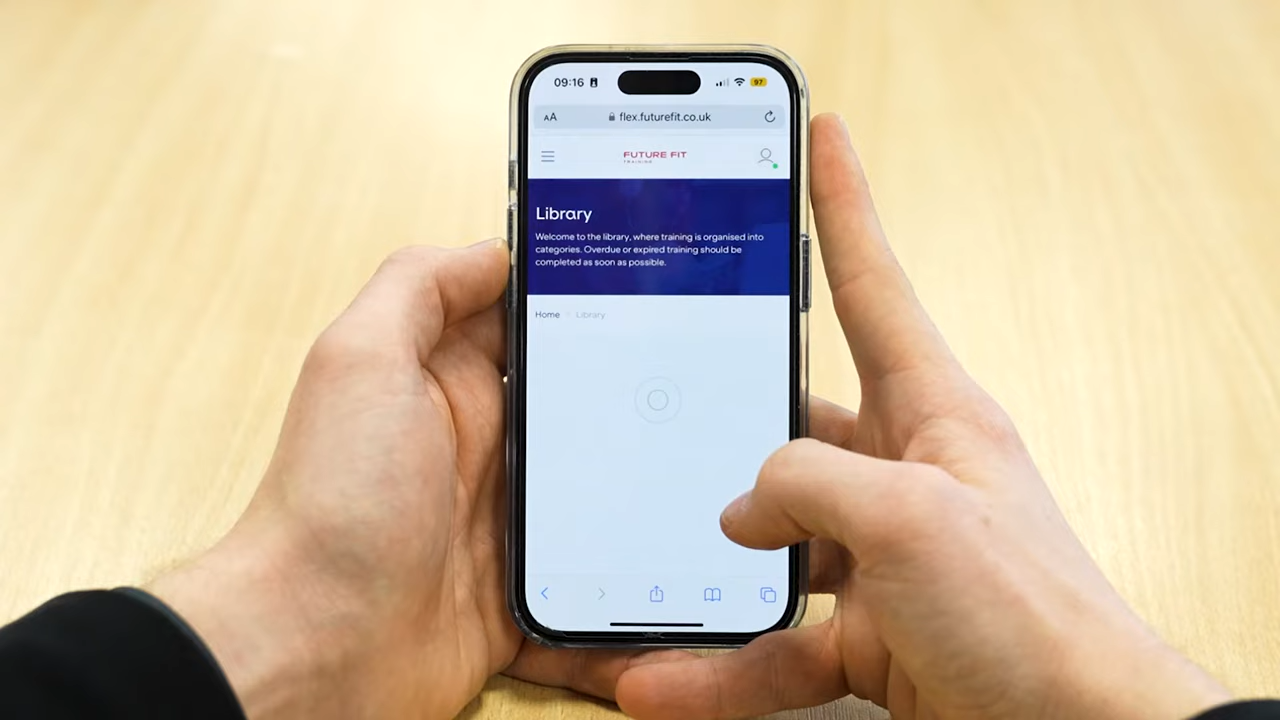 09:16
97
AA
flex.futurefit.co.uk
FUTURE FIT
TRAINING
Library
Welcome to the library, where training is organised into
categories. Overdue or expired training should be
completed as soon as possible.
Home
Library